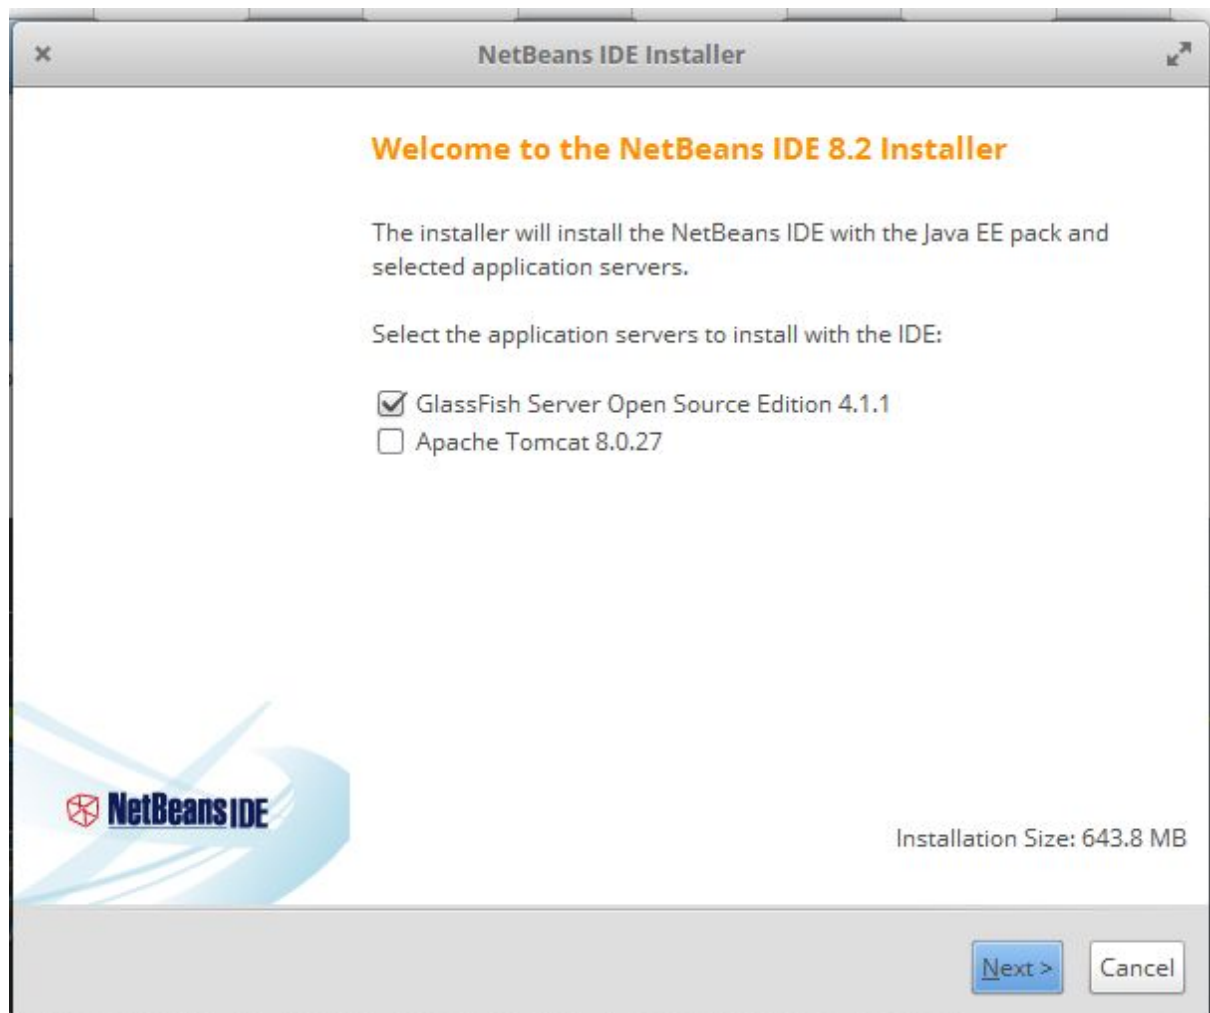 NetBeans IDE Installer
Welcome to the NetBeans IDE 8.2 Installer
The installer will install the NetBeans IDE with the Java EE pack and
selected application servers.
Select the application servers to install with the IDE:
GlassFish Server Open Source Edition 4.1.1
Apache Tomcat 8.0.27
NetBeans IDE
Installation Size: 643.8 MB
Next >
Cancel